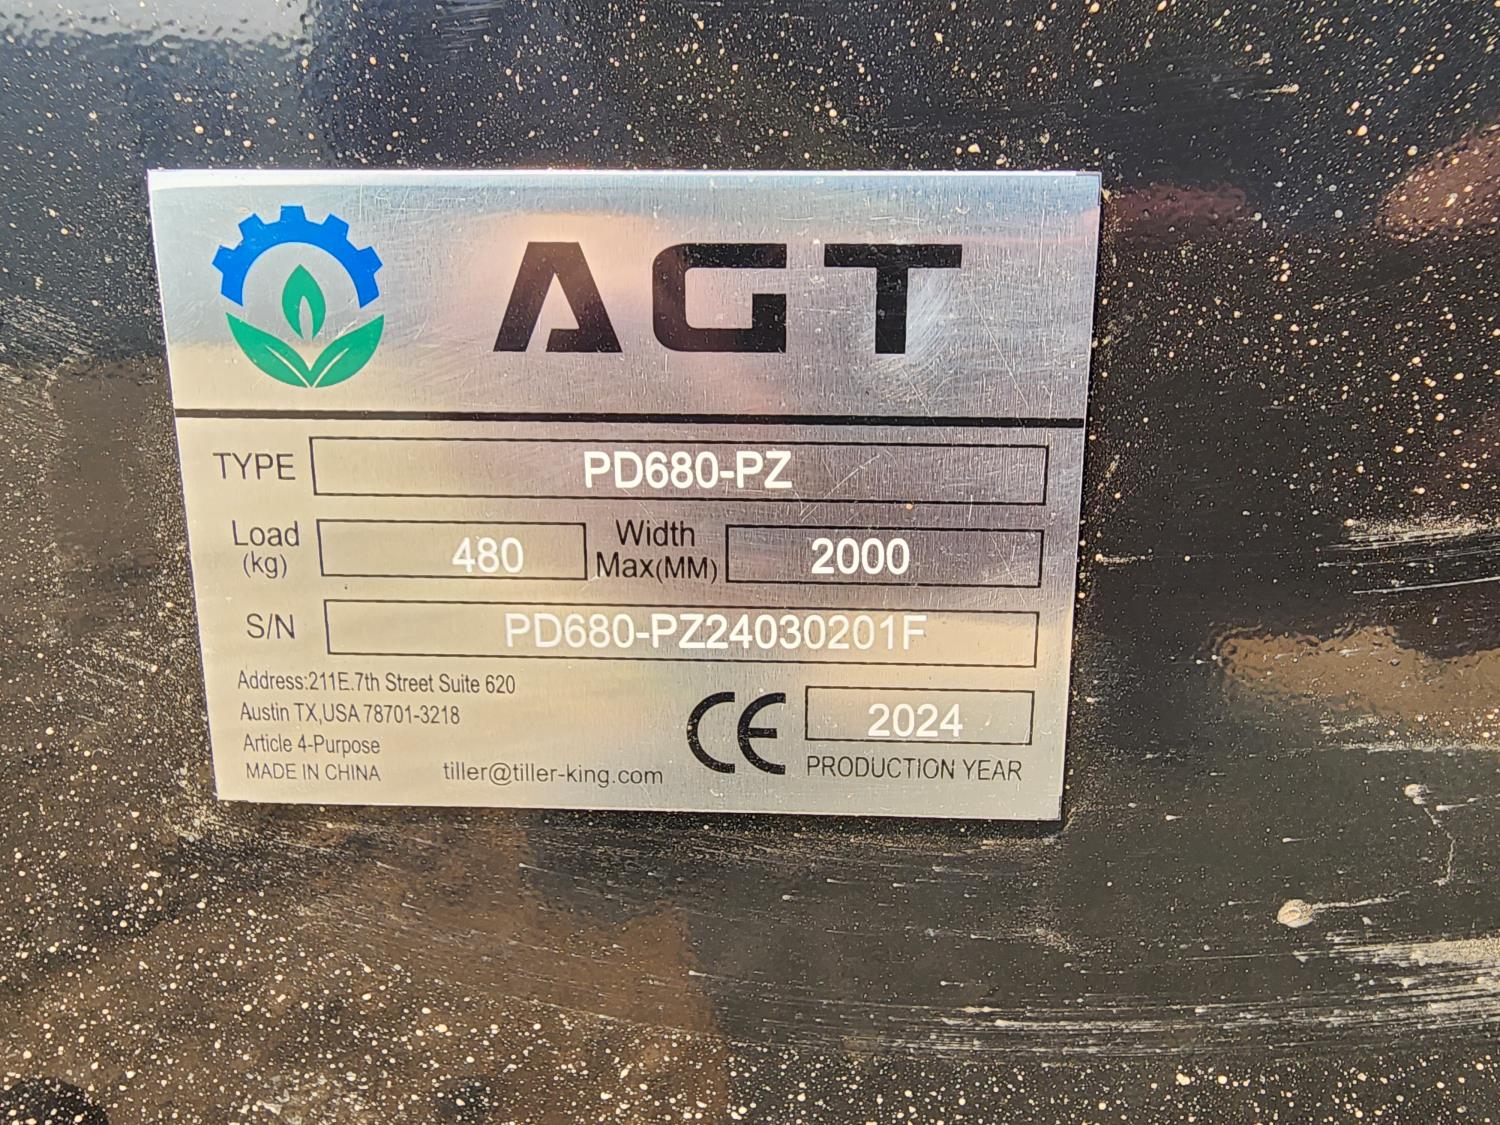 AGT
TYPE PD680-PZ
Load (kg) 480 Width Max(MM) 2000
S/N PD680-PZ24030201F
Address:211E.7th Street Suite 620
Austin TX,USA 78701-3218
Article 4-Purpose
MADE IN CHINA
tiller@tiller-king.com
CE
2024
PRODUCTION YEAR